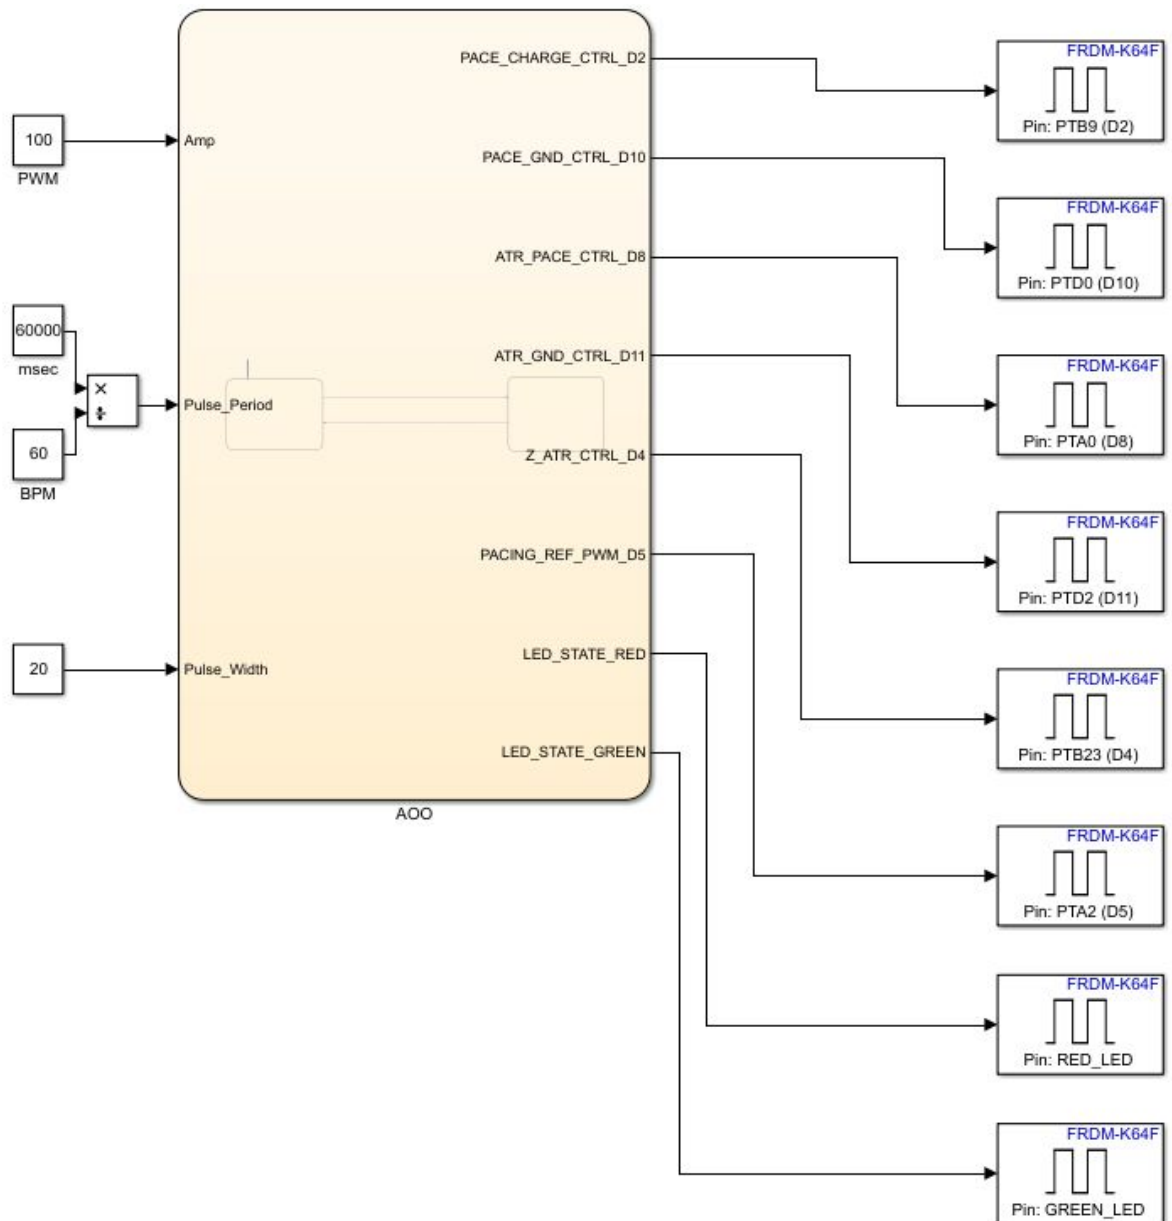 100
PWM
60000
msec
×
÷
60
BPM
20
Amp
Pulse_Period
Pulse_Width
PACE_CHARGE_CTRL_D2
PACE_GND_CTRL_D10
ATR_PACE_CTRL_D8
ATR_GND_CTRL_D11
Z_ATR_CTRL_D4
PACING_REF_PWM_D5
LED_STATE_RED
LED_STATE_GREEN
AOO
FRDM-K64F
Pin: PTB9 (D2)
FRDM-K64F
Pin: PTD0 (D10)
FRDM-K64F
Pin: PTA0 (D8)
FRDM-K64F
Pin: PTD2 (D11)
FRDM-K64F
Pin: PTB23 (D4)
FRDM-K64F
Pin: PTA2 (D5)
FRDM-K64F
Pin: RED_LED
FRDM-K64F
Pin: GREEN_LED